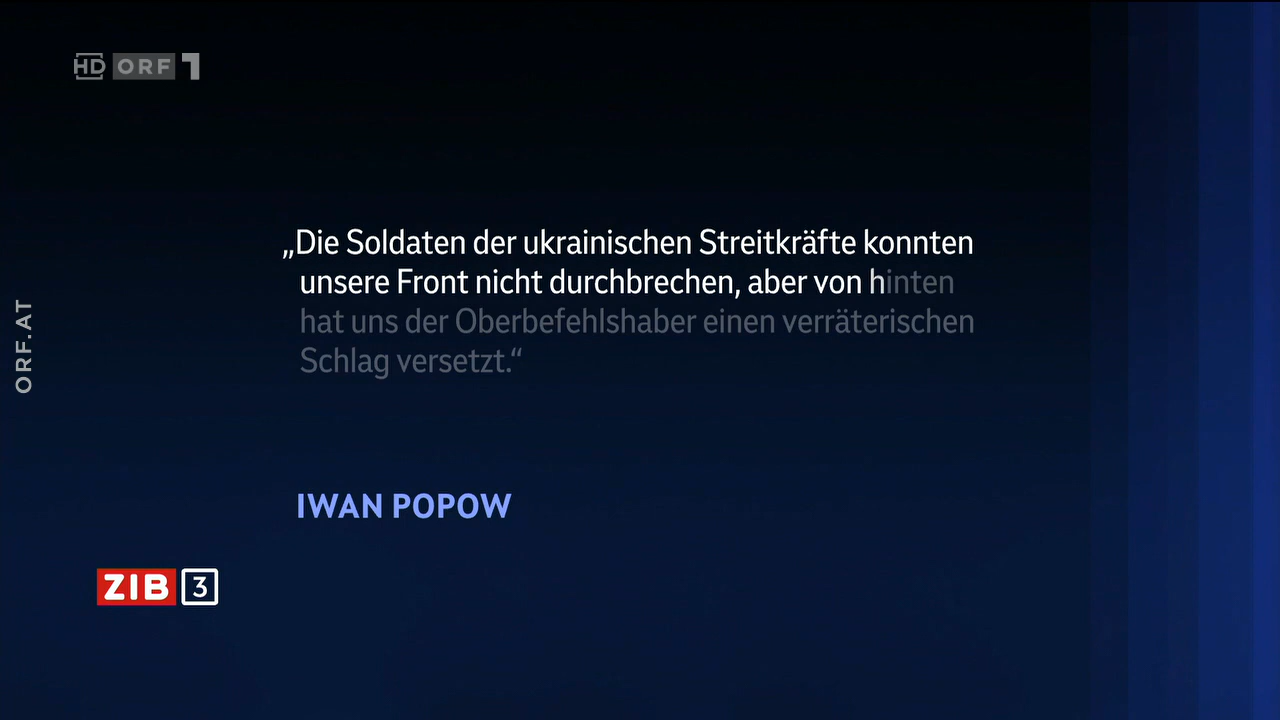 HD ORF 1
„Die Soldaten der ukrainischen Streitkräfte konnten
unsere Front nicht durchbrechen, aber von hinten
hat uns der Oberbefehlshaber einen verräterischen
Schlag versetzt.“
ORF.AT
IWAN POPOW
ZIB 3